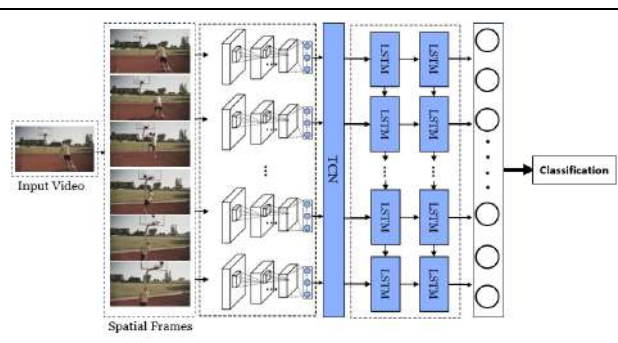 Input Video
Spatial Frames
TCN
LSTM
LSTM
LSTM
LSTM
LSTM
LSTM
LSTM
LSTM
Classification